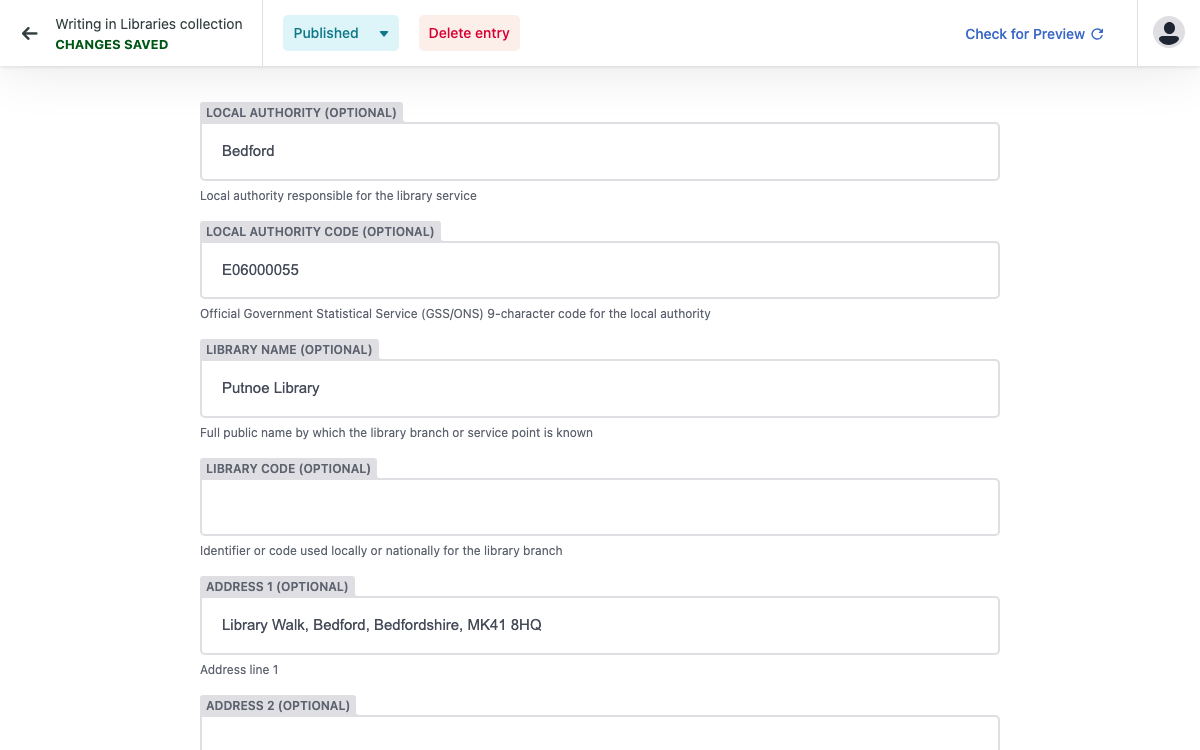 Writing in Libraries collection
CHANGES SAVED
Published
Delete entry
Check for Preview
LOCAL AUTHORITY (OPTIONAL)
Bedford
Local authority responsible for the library service
LOCAL AUTHORITY CODE (OPTIONAL)
E06000055
Official Government Statistical Service (GSS/ONS) 9-character code for the local authority
LIBRARY NAME (OPTIONAL)
Putnoe Library
Full public name by which the library branch or service point is known
LIBRARY CODE (OPTIONAL)
Identifier or code used locally or nationally for the library branch
ADDRESS 1 (OPTIONAL)
Library Walk, Bedford, Bedfordshire, MK41 8HQ
Address line 1
ADDRESS 2 (OPTIONAL)